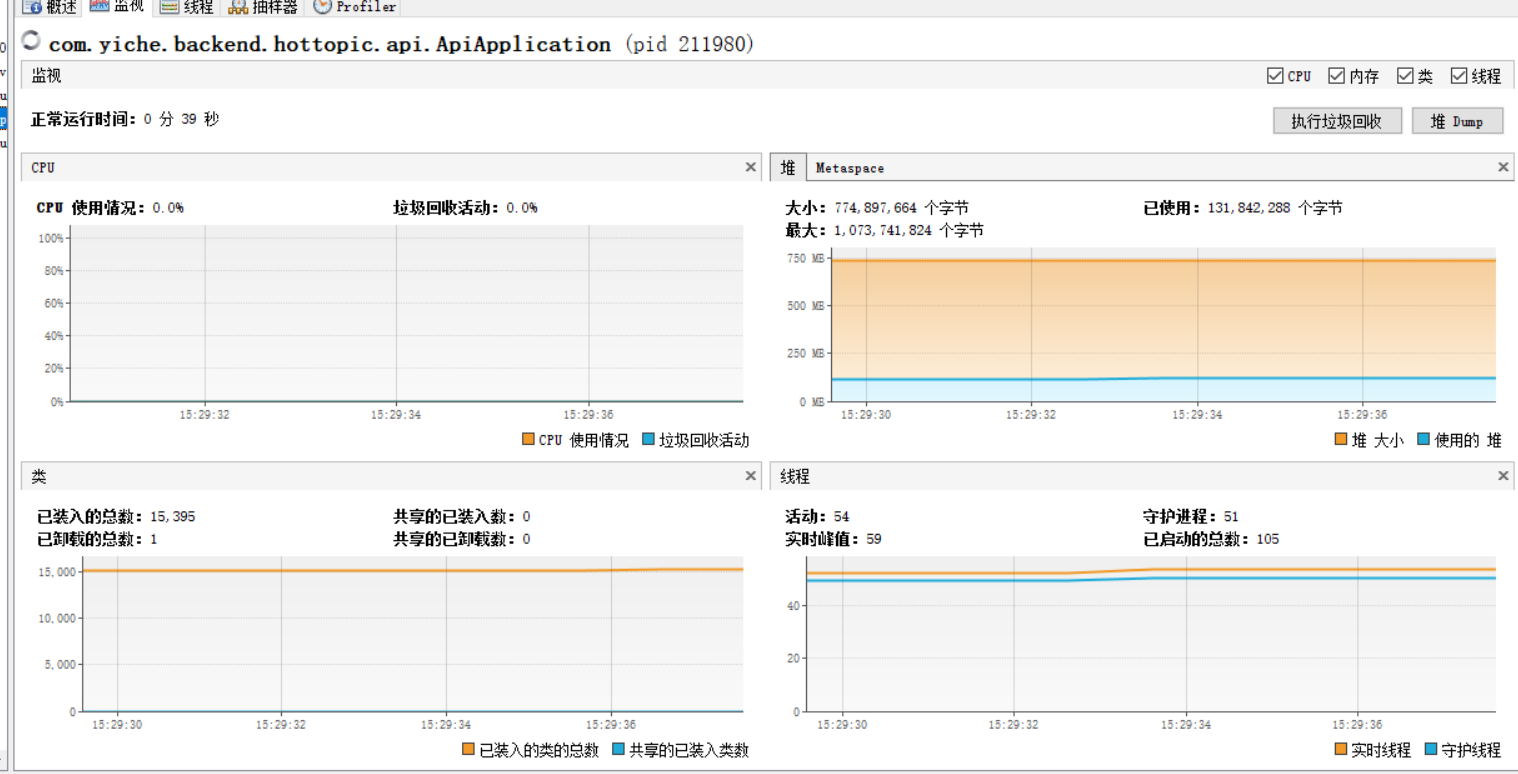 概述 监视 线程 抽样器 Profiler
com.yiche.backend.hottopic.api.ApiApplication (pid 211980)
监视 CPU 内存 类 线程
正常运行时间: 0 分 39 秒 执行垃圾回收 堆 Dump
CPU
CPU 使用情况: 0.0% 垃圾回收活动: 0.0%
100%
80%
60%
40%
20%
0%
15:29:32 15:29:34 15:29:36
CPU 使用情况 垃圾回收活动
堆 Metaspace
大小: 774,897,664 个字节 已使用: 131,842,288 个字节
最大: 1,073,741,824 个字节
750 MB
500 MB
250 MB
0 MB
15:29:30 15:29:32 15:29:34 15:29:36
堆 大小 使用的 堆
类
已装入的总数: 15,395 共享的已装入数: 0
已卸载的总数: 1 共享的已卸载数: 0
15,000
10,000
5,000
0
15:29:30 15:29:32 15:29:34 15:29:36
已装入的类的总数 共享的已装入类数
线程
活动: 54 守护进程: 51
实时峰值: 59 已启动的总数: 105
40
20
0
15:29:30 15:29:32 15:29:34 15:29:36
实时线程 守护线程